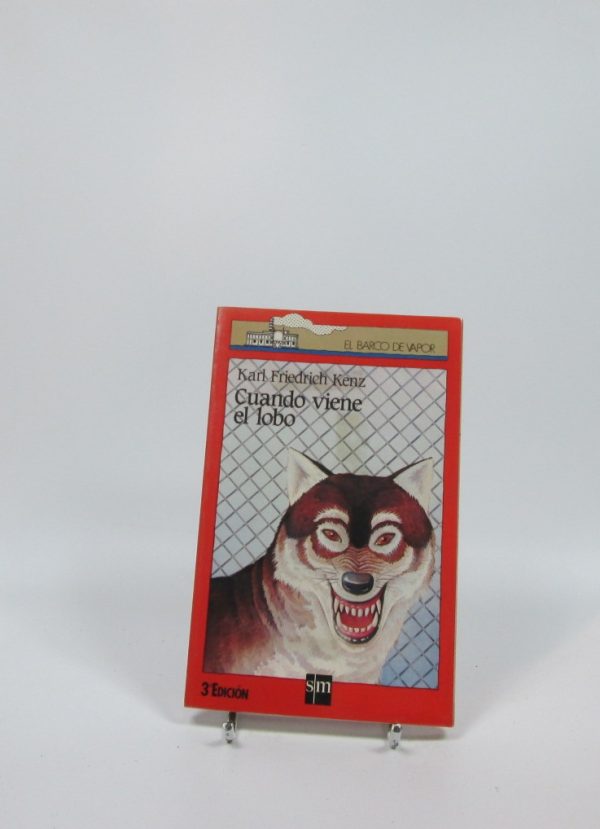 EL BARCO DE VAPOR
Karl Friedrich Kenz
Cuando viene
el lobo
3ª EDICIÓN
sm